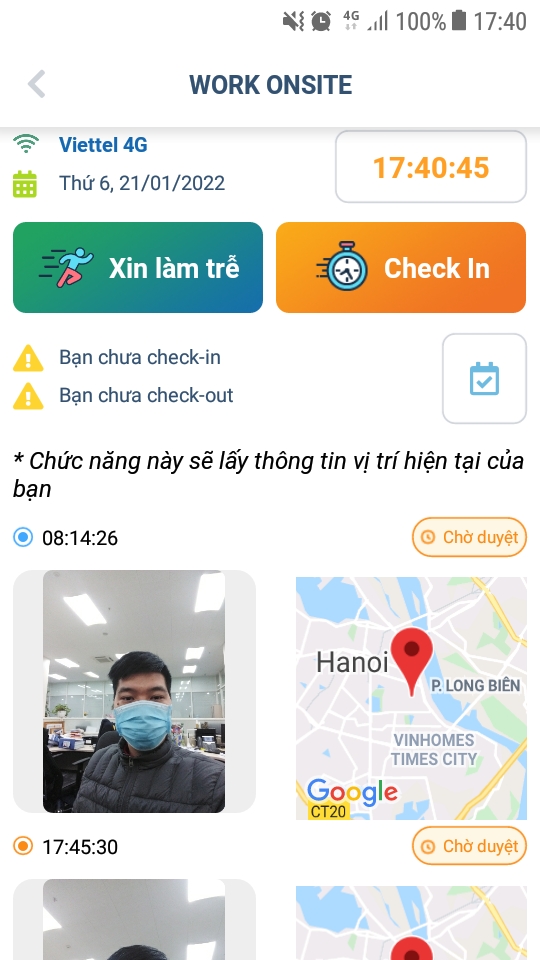 4G 100% 17:40
WORK ONSITE
Viettel 4G
Thứ 6, 21/01/2022
17:40:45
Xin làm trễ
Check In
Bạn chưa check-in
Bạn chưa check-out
* Chức năng này sẽ lấy thông tin vị trí hiện tại của
bạn
08:14:26
Chờ duyệt
Hanoi
P. LONG BIÊN
VINHOMES
TIMES CITY
Google
CT20
17:45:30
Chờ duyệt